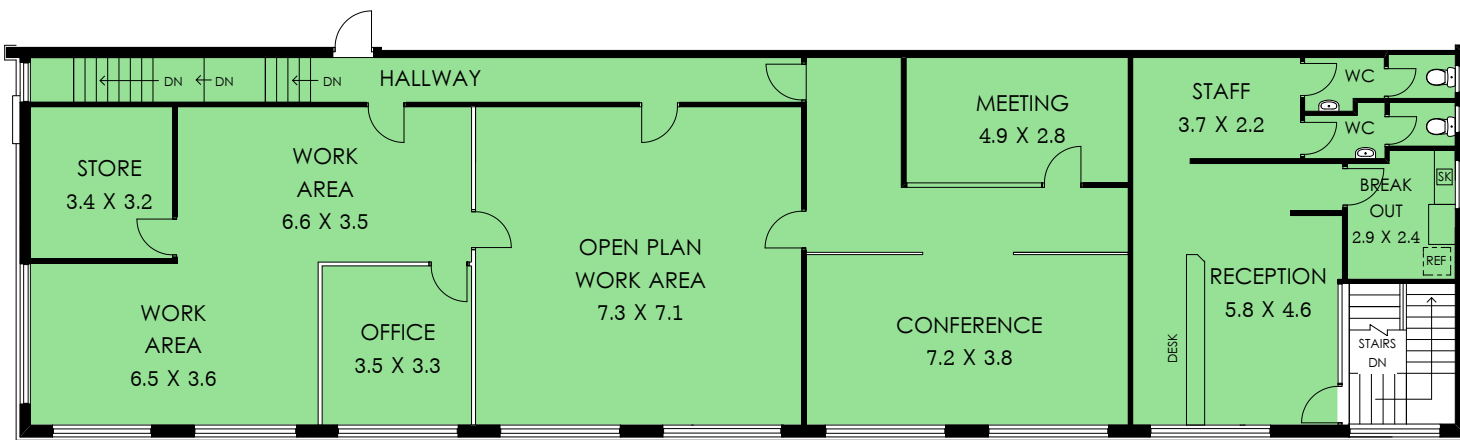 DN
DN
DN
HALLWAY
STORE
3.4 X 3.2
WORK
AREA
6.6 X 3.5
WORK
AREA
6.5 X 3.6
OFFICE
3.5 X 3.3
OPEN PLAN
WORK AREA
7.3 X 7.1
MEETING
4.9 X 2.8
CONFERENCE
7.2 X 3.8
STAFF
3.7 X 2.2
WC
WC
BREAK
OUT
2.9 X 2.4
SK
REF
RECEPTION
5.8 X 4.6
DESK
STAIRS
DN